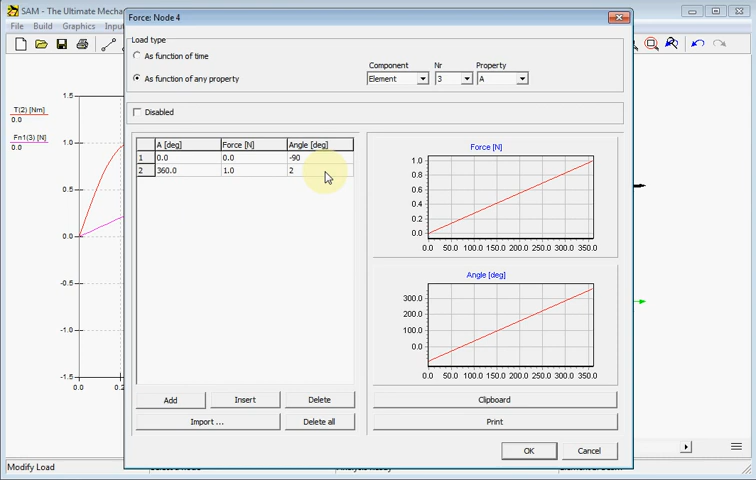 SAM - The Ultimate Mecha
Force: Node 4
File Build Graphics Input
Load type
As function of time
As function of any property
Component Nr Property
Element 3 A
Disabled
A [deg] Force [N] Angle [deg]
1 0.0 0.0 -90
2 360.0 1.0 2
Force [N]
1.0
0.8
0.6
0.4
0.2
0.0
0.0 50.0 100.0 150.0 200.0 250.0 300.0 350.0
Angle [deg]
300.0
200.0
100.0
0.0
0.0 50.0 100.0 150.0 200.0 250.0 300.0 350.0
Add Insert Delete
Import ... Delete all
Clipboard
Print
OK Cancel
T(2) [Nm]
0.0
Fn1(3) [N]
0.0
1.5
1.0
0.5
0.0
-0.5
-1.0
-1.5
0.0 0.2
Modify Load